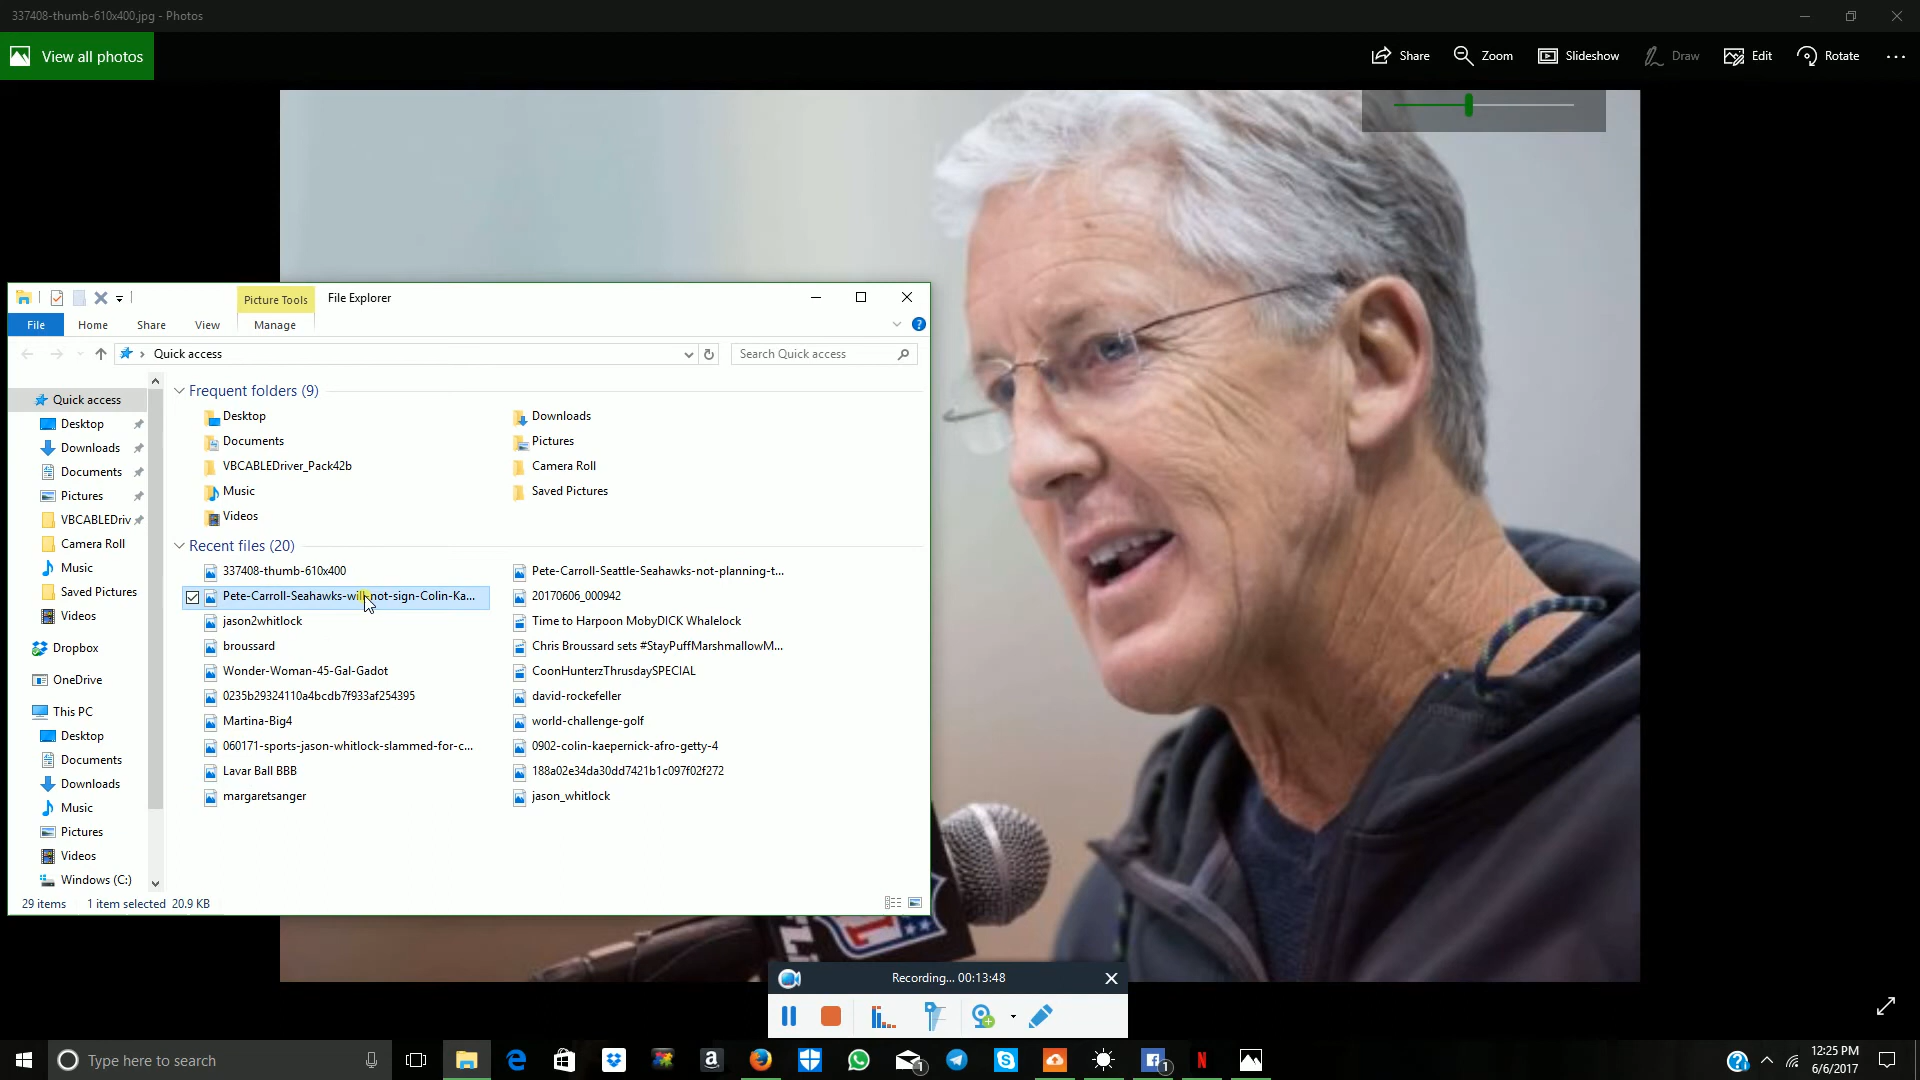 337408-thumb-610x400.jpg - Photos
View all photos
Share
Zoom
Slideshow
Draw
Edit
Rotate
Picture Tools
File Explorer
File
Home
Share
View
Manage
Quick access
Search Quick access
Quick access
Desktop
Downloads
Documents
Pictures
VBCABLEDriv
Camera Roll
Music
Saved Pictures
Videos
Dropbox
OneDrive
This PC
Desktop
Documents
Downloads
Music
Pictures
Videos
Windows (C:)
Frequent folders (9)
Desktop
Downloads
Documents
Pictures
VBCABLEDriver_Pack42b
Camera Roll
Music
Saved Pictures
Videos
Recent files (20)
337408-thumb-610x400
Pete-Carroll-Seattle-Seahawks-not-planning-t...
Pete-Carroll-Seahawks-will-not-sign-Colin-Ka...
20170606_000942
jason2whitlock
Time to Harpoon MobyDICK Whalelock
broussard
Chris Broussard sets #StayPuffMarshmallowM...
Wonder-Woman-45-Gal-Gadot
CoonHunterzThrusdaySPECIAL
0235b29324110a4bcdb7f933af254395
david-rockefeller
Martina-Big4
world-challenge-golf
060171-sports-jason-whitlock-slammed-for-c...
0902-colin-kaepernick-afro-getty-4
Lavar Ball BBB
188a02e34da30dd7421b1c097f02f272
margaretsanger
jason_whitlock
29 items
1 item selected 20.9 KB
Recording... 00:13:48
Type here to search
12:25 PM
6/6/2017